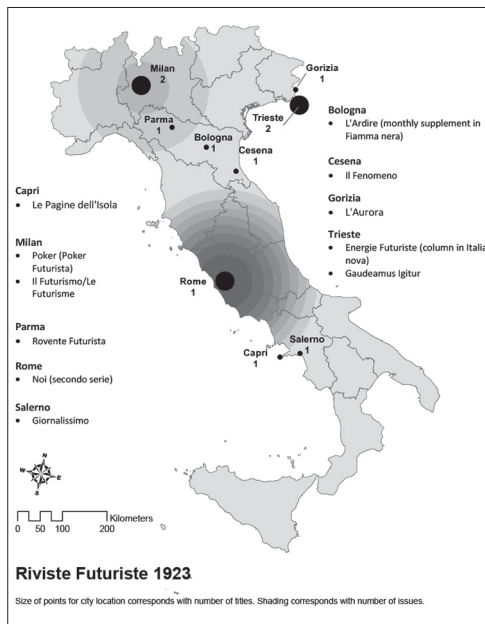 Milan
2
Gorizia
1
Trieste
2
Parma
1
Bologna
1
Cesena
1
Rome
1
Capri
1
Salerno
1
Bologna
• L'Ardire (monthly supplement in
Fiamma nera)
Cesena
• Il Fenomeno
Gorizia
• L'Aurora
Trieste
• Energie Futuriste (column in Italia
nova)
• Gaudeamus Igitur
Capri
• Le Pagine dell'Isola
Milan
• Poker (Poker
Futurista)
• Il Futurismo/Le
Futurisme
Parma
• Rovente Futurista
Rome
• Noi (secondo serie)
Salerno
• Giornalissimo
N
W
E
S
Kilometers
0 50 100 200
Riviste Futuriste 1923
Size of points for city location corresponds with number of titles. Shading corresponds with number of issues.